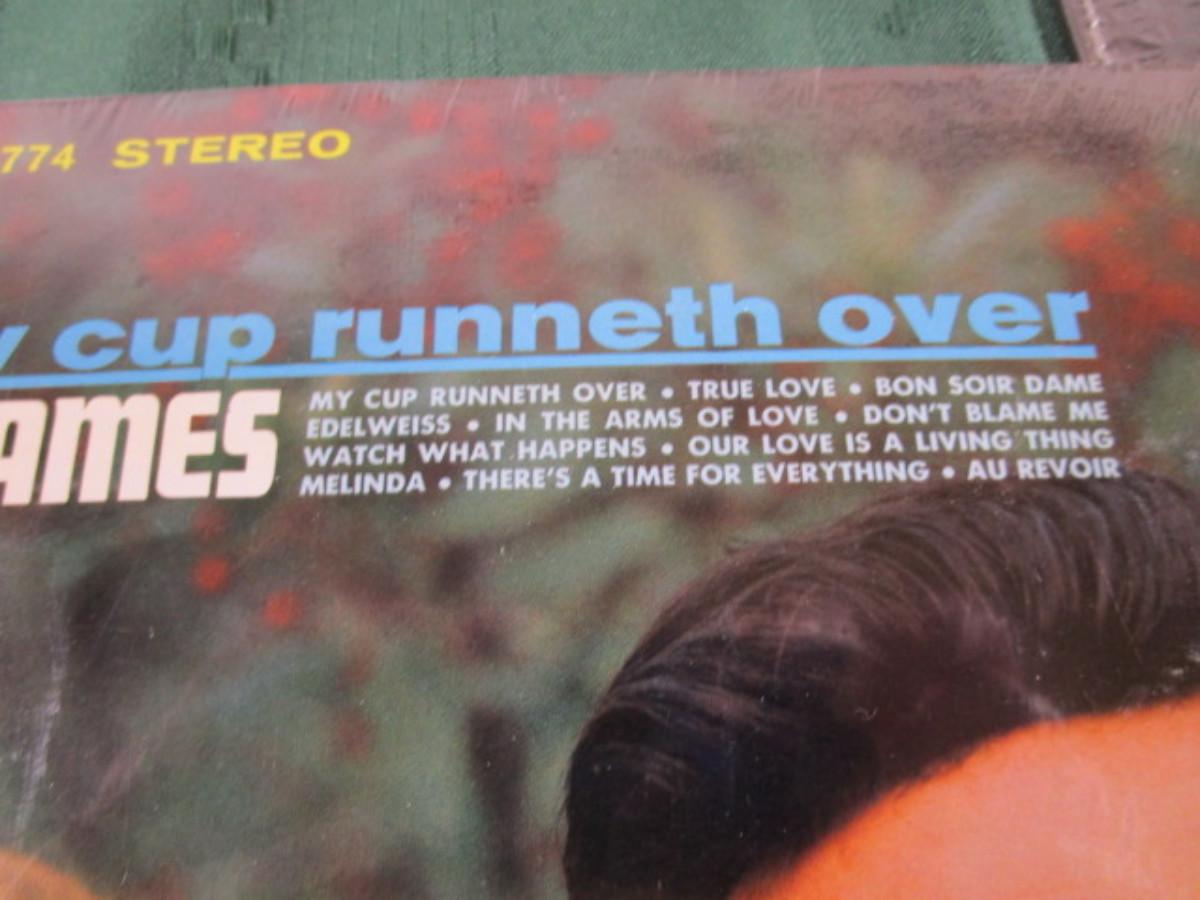 774 STEREO
y cup runneth over
AMES
MY CUP RUNNETH OVER • TRUE LOVE • BON SOIR DAME
EDELWEISS • IN THE ARMS OF LOVE • DON'T BLAME ME
WATCH WHAT HAPPENS • OUR LOVE IS A LIVING THING
MELINDA • THERE'S A TIME FOR EVERYTHING • AU REVOIR